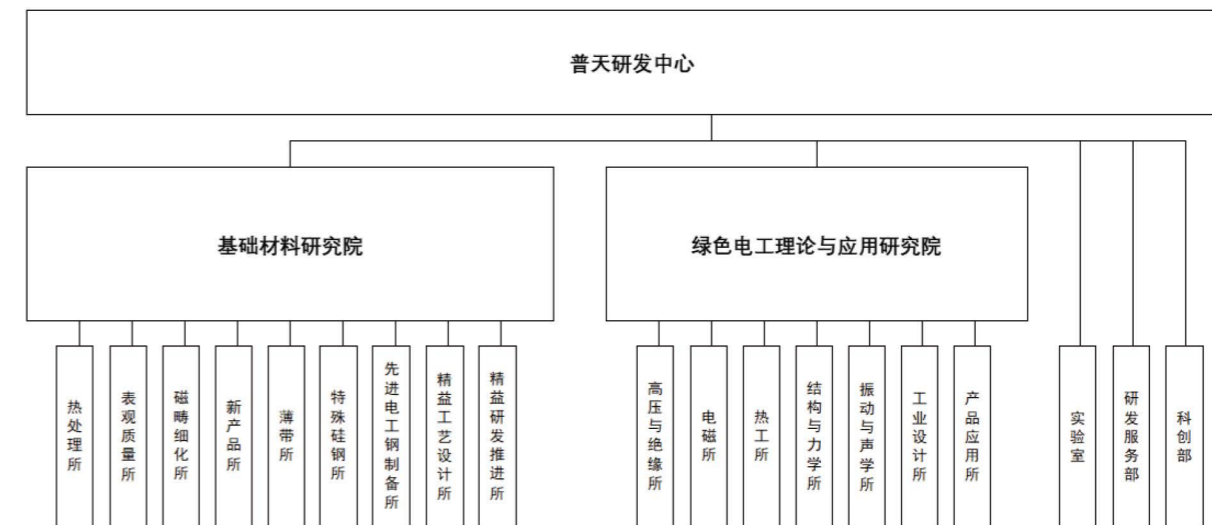 普天研发中心
基础材料研究院
绿色电工理论与应用研究院
热处理所
表观质量所
磁畴细化所
新产品所
薄带所
特殊硅钢所
先进电工钢制备所
精益工艺设计所
精益研发推进所
高压与绝缘所
电磁所
热工所
结构与力学所
振动与声学所
工业设计所
产品应用所
实验室
研发服务部
科创部